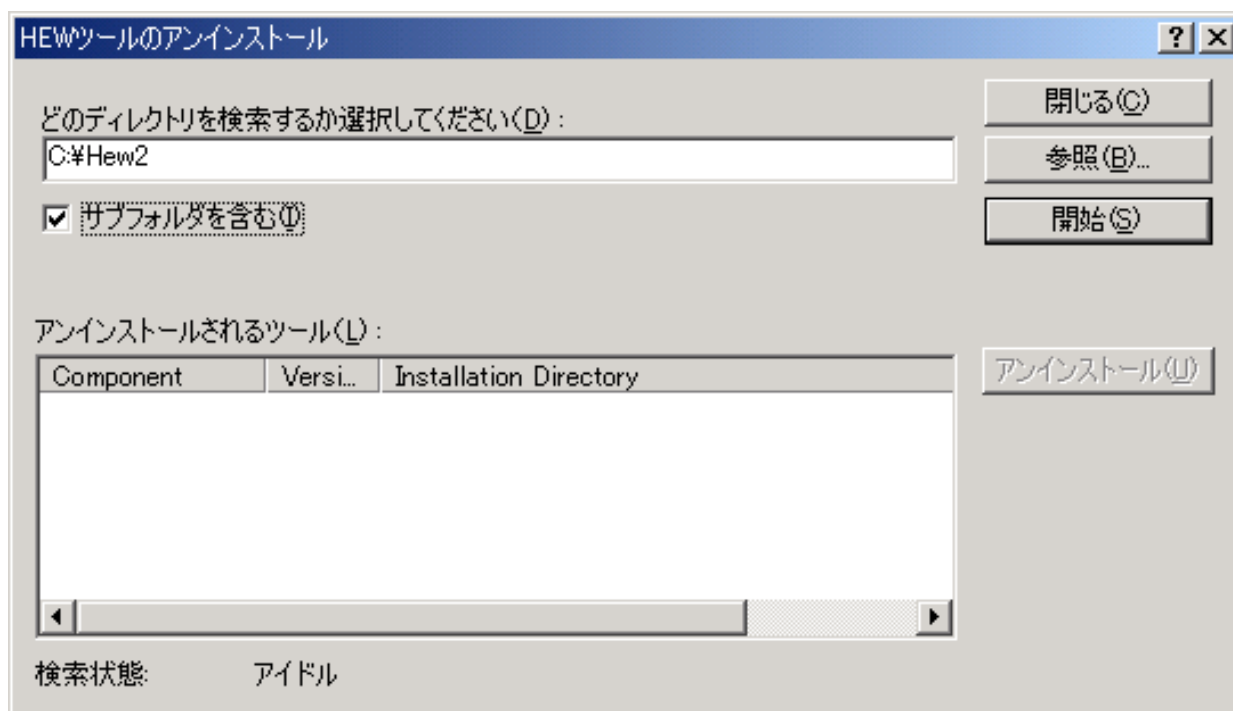 HEWツールのアンインストール
どのディレクトリを検索するか選択してください(D):
C:¥Hew2
サブフォルダを含む(I)
閉じる(C)
参照(B)...
開始(S)
アンインストールされるツール(L):
Component Versi... Installation Directory
アンインストール(U)
検索状態: アイドル